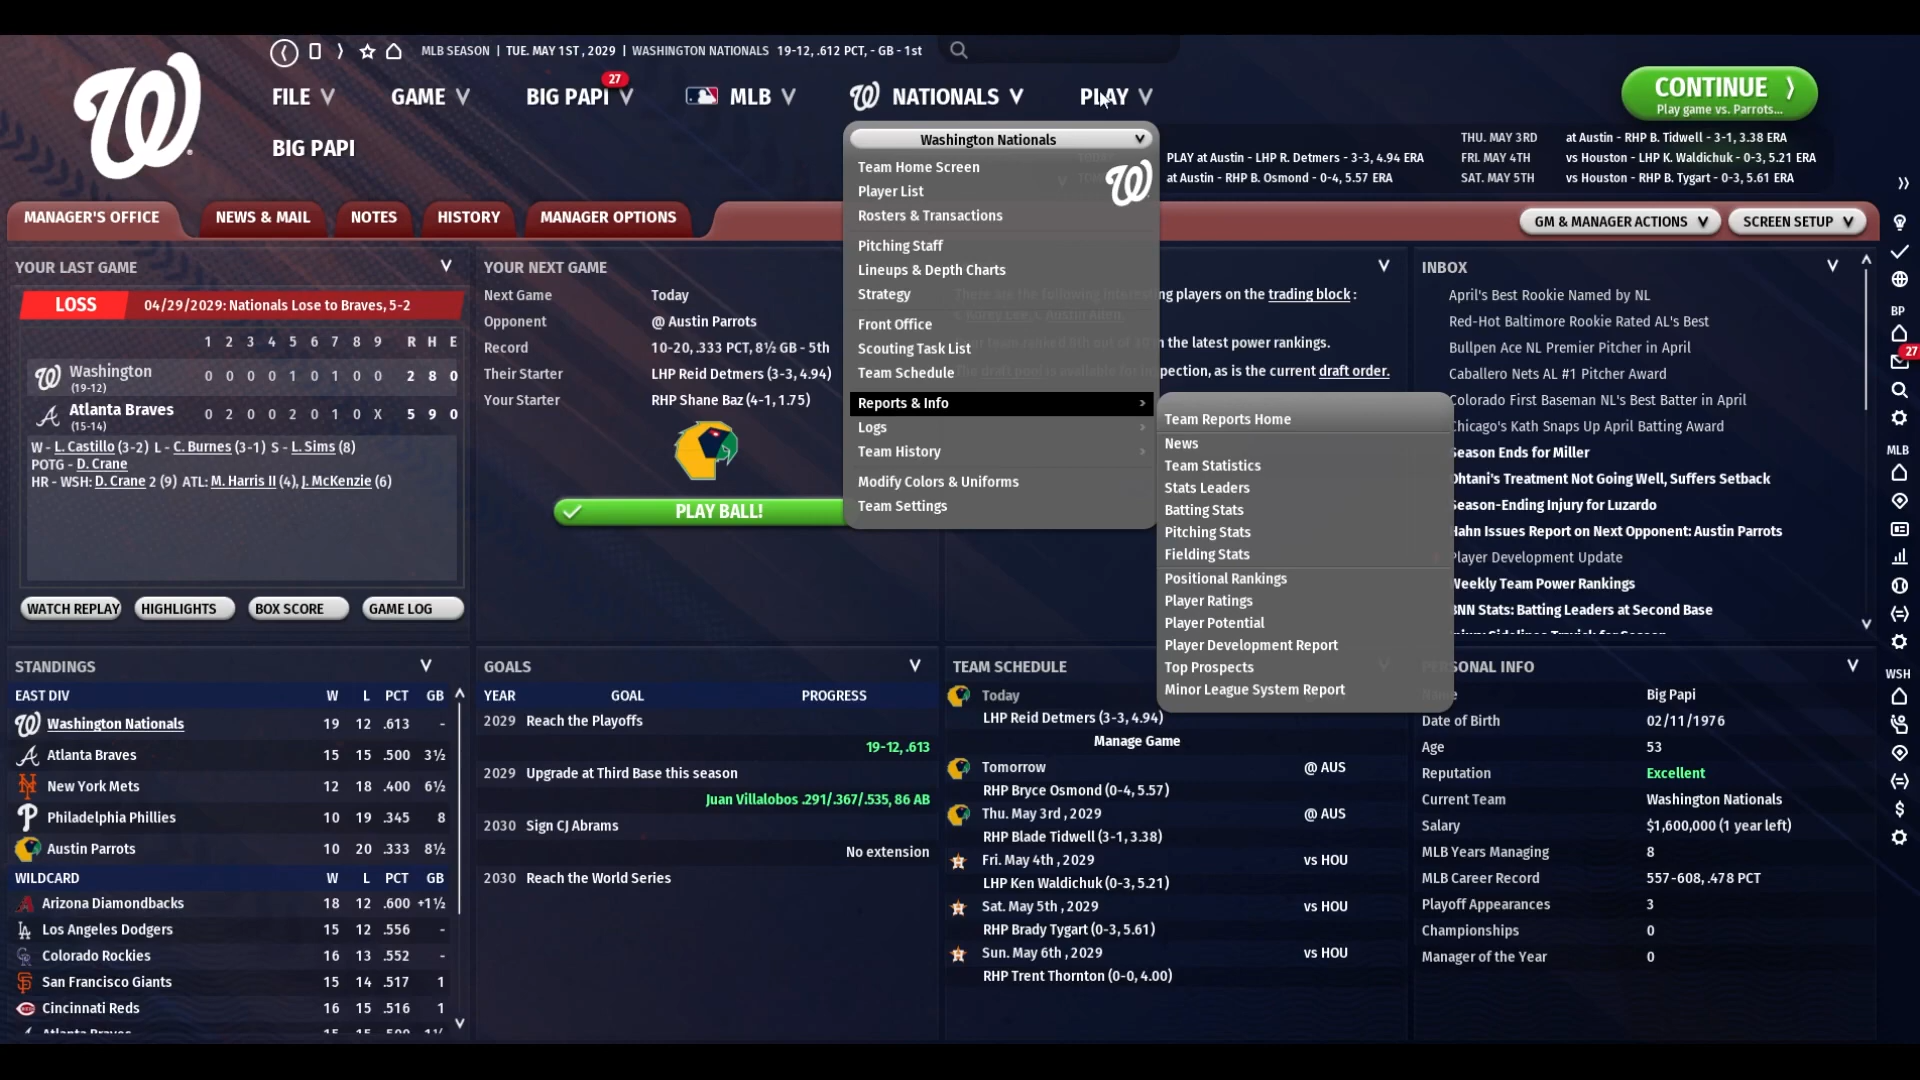 MLB SEASON | TUE. MAY 1ST , 2029 | WASHINGTON NATIONALS 19-12, .612 PCT, - GB - 1st
FILE
GAME
BIG PAPI
27
MLB
NATIONALS
PLAY
CONTINUE
Play game vs. Parrots...
BIG PAPI
PLAY at Austin - LHP R. Detmers - 3-3, 4.94 ERA
at Austin - RHP B. Osmond - 0-4, 5.57 ERA
THU. MAY 3RD at Austin - RHP B. Tidwell - 3-1, 3.38 ERA
FRI. MAY 4TH vs Houston - LHP K. Waldichuk - 0-3, 5.21 ERA
SAT. MAY 5TH vs Houston - RHP B. Tygart - 0-3, 5.61 ERA
MANAGER'S OFFICE
NEWS & MAIL
NOTES
HISTORY
MANAGER OPTIONS
GM & MANAGER ACTIONS
SCREEN SETUP
Washington Nationals
Team Home Screen
Player List
Rosters & Transactions
Pitching Staff
Lineups & Depth Charts
Strategy
Front Office
Scouting Task List
Team Schedule
Reports & Info
Logs
Team History
Modify Colors & Uniforms
Team Settings
Team Reports Home
News
Team Statistics
Stats Leaders
Batting Stats
Pitching Stats
Fielding Stats
Positional Rankings
Player Ratings
Player Potential
Player Development Report
Top Prospects
Minor League System Report
YOUR LAST GAME
LOSS 04/29/2029: Nationals Lose to Braves, 5-2
1 2 3 4 5 6 7 8 9 R H E
Washington 0 0 0 0 1 0 1 0 0 2 8 0
(19-12)
Atlanta Braves 0 2 0 0 2 0 1 0 X 5 9 0
(15-14)
W - L. Castillo (3-2) L - C. Burnes (3-1) S - L. Sims (8)
POTG - D. Crane
HR - WSH: D. Crane 2 (9) ATL: M. Harris II (4), J. McKenzie (6)
WATCH REPLAY
HIGHLIGHTS
BOX SCORE
GAME LOG
YOUR NEXT GAME
Next Game Today
Opponent @ Austin Parrots
Record 10-20, .333 PCT, 8½ GB - 5th
Their Starter LHP Reid Detmers (3-3, 4.94)
Your Starter RHP Shane Baz (4-1, 1.75)
PLAY BALL!
There are the following interesting players on the trading block :
Korey Lee, C Austin Allen.
n the latest power rankings.
The draft pool is available for inspection, as is the current draft order.
INBOX
April's Best Rookie Named by NL
Red-Hot Baltimore Rookie Rated AL's Best
Bullpen Ace NL Premier Pitcher in April
Caballero Nets AL #1 Pitcher Award
Colorado First Baseman NL's Best Batter in April
Chicago's Kath Snaps Up April Batting Award
Season Ends for Miller
Ohtani's Treatment Not Going Well, Suffers Setback
Season-Ending Injury for Luzardo
Hahn Issues Report on Next Opponent: Austin Parrots
Player Development Update
Weekly Team Power Rankings
BNN Stats: Batting Leaders at Second Base
BP
27
MLB
WSH
STANDINGS
EAST DIV W L PCT GB
Washington Nationals 19 12 .613 -
Atlanta Braves 15 15 .500 3½
New York Mets 12 18 .400 6½
Philadelphia Phillies 10 19 .345 8
Austin Parrots 10 20 .333 8½
WILDCARD W L PCT GB
Arizona Diamondbacks 18 12 .600 +1½
Los Angeles Dodgers 15 12 .556 -
Colorado Rockies 16 13 .552 -
San Francisco Giants 15 14 .517 1
Cincinnati Reds 16 15 .516 1
Atlanta Braves 15 15 .500 1½
GOALS
YEAR GOAL PROGRESS
2029 Reach the Playoffs
19-12, .613
2029 Upgrade at Third Base this season
Juan Villalobos .291/.367/.535, 86 AB
2030 Sign CJ Abrams
No extension
2030 Reach the World Series
TEAM SCHEDULE
Today
LHP Reid Detmers (3-3, 4.94)
Manage Game
Tomorrow @ AUS
RHP Bryce Osmond (0-4, 5.57)
Thu. May 3rd , 2029 @ AUS
RHP Blade Tidwell (3-1, 3.38)
Fri. May 4th , 2029 vs HOU
LHP Ken Waldichuk (0-3, 5.21)
Sat. May 5th , 2029 vs HOU
RHP Brady Tygart (0-3, 5.61)
Sun. May 6th , 2029 vs HOU
RHP Trent Thornton (0-0, 4.00)
PERSONAL INFO
Name Big Papi
Date of Birth 02/11/1976
Age 53
Reputation Excellent
Current Team Washington Nationals
Salary $1,600,000 (1 year left)
MLB Years Managing 8
MLB Career Record 557-608, .478 PCT
Playoff Appearances 3
Championships 0
Manager of the Year 0